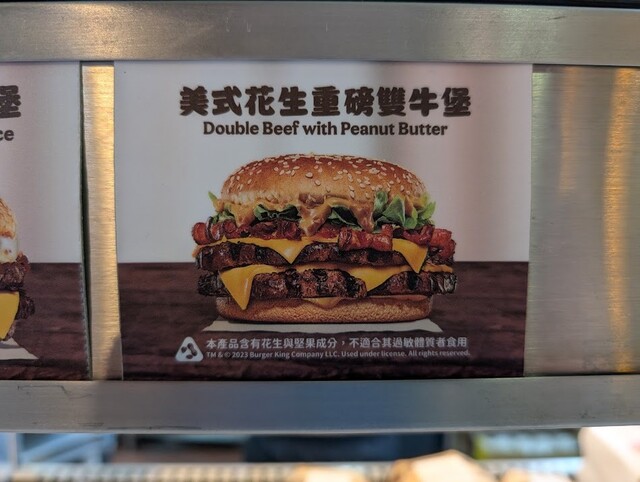 堡
ce
美式花生重磅雙牛堡
Double Beef with Peanut Butter
本產品含有花生與堅果成分，不適合其過敏體質者食用
TM & © 2023 Burger King Company LLC. Used under license. All rights reserved.